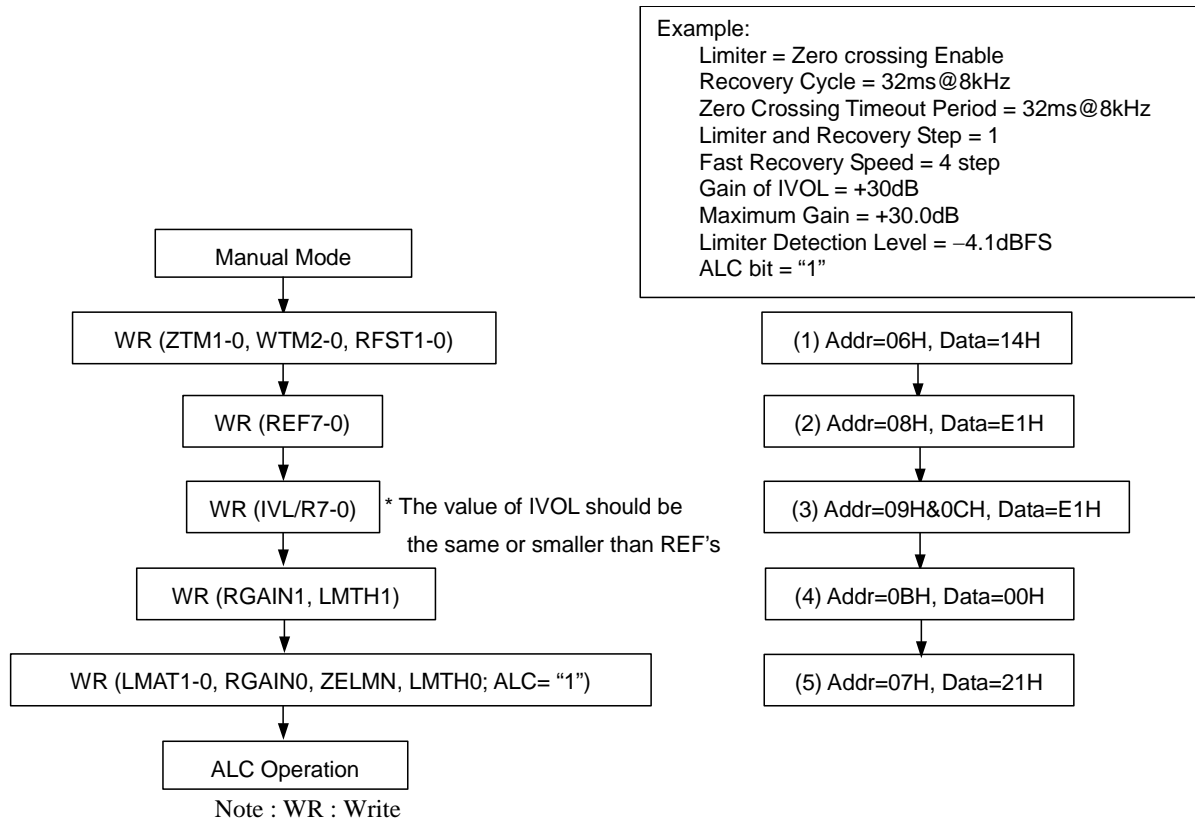 Example:
Limiter = Zero crossing Enable
Recovery Cycle = 32ms@8kHz
Zero Crossing Timeout Period = 32ms@8kHz
Limiter and Recovery Step = 1
Fast Recovery Speed = 4 step
Gain of IVOL = +30dB
Maximum Gain = +30.0dB
Limiter Detection Level = −4.1dBFS
ALC bit = “1”
Manual Mode
WR (ZTM1-0, WTM2-0, RFST1-0)
(1) Addr=06H, Data=14H
WR (REF7-0)
(2) Addr=08H, Data=E1H
WR (IVL/R7-0)
* The value of IVOL should be
the same or smaller than REF’s
(3) Addr=09H&0CH, Data=E1H
WR (RGAIN1, LMTH1)
(4) Addr=0BH, Data=00H
WR (LMAT1-0, RGAIN0, ZELMN, LMTH0; ALC= “1”)
(5) Addr=07H, Data=21H
ALC Operation
Note : WR : Write